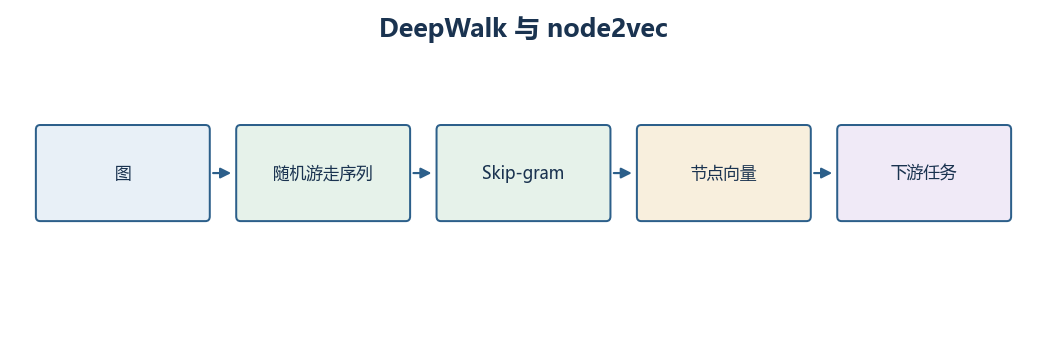 DeepWalk 与 node2vec
图
随机游走序列
Skip-gram
节点向量
下游任务